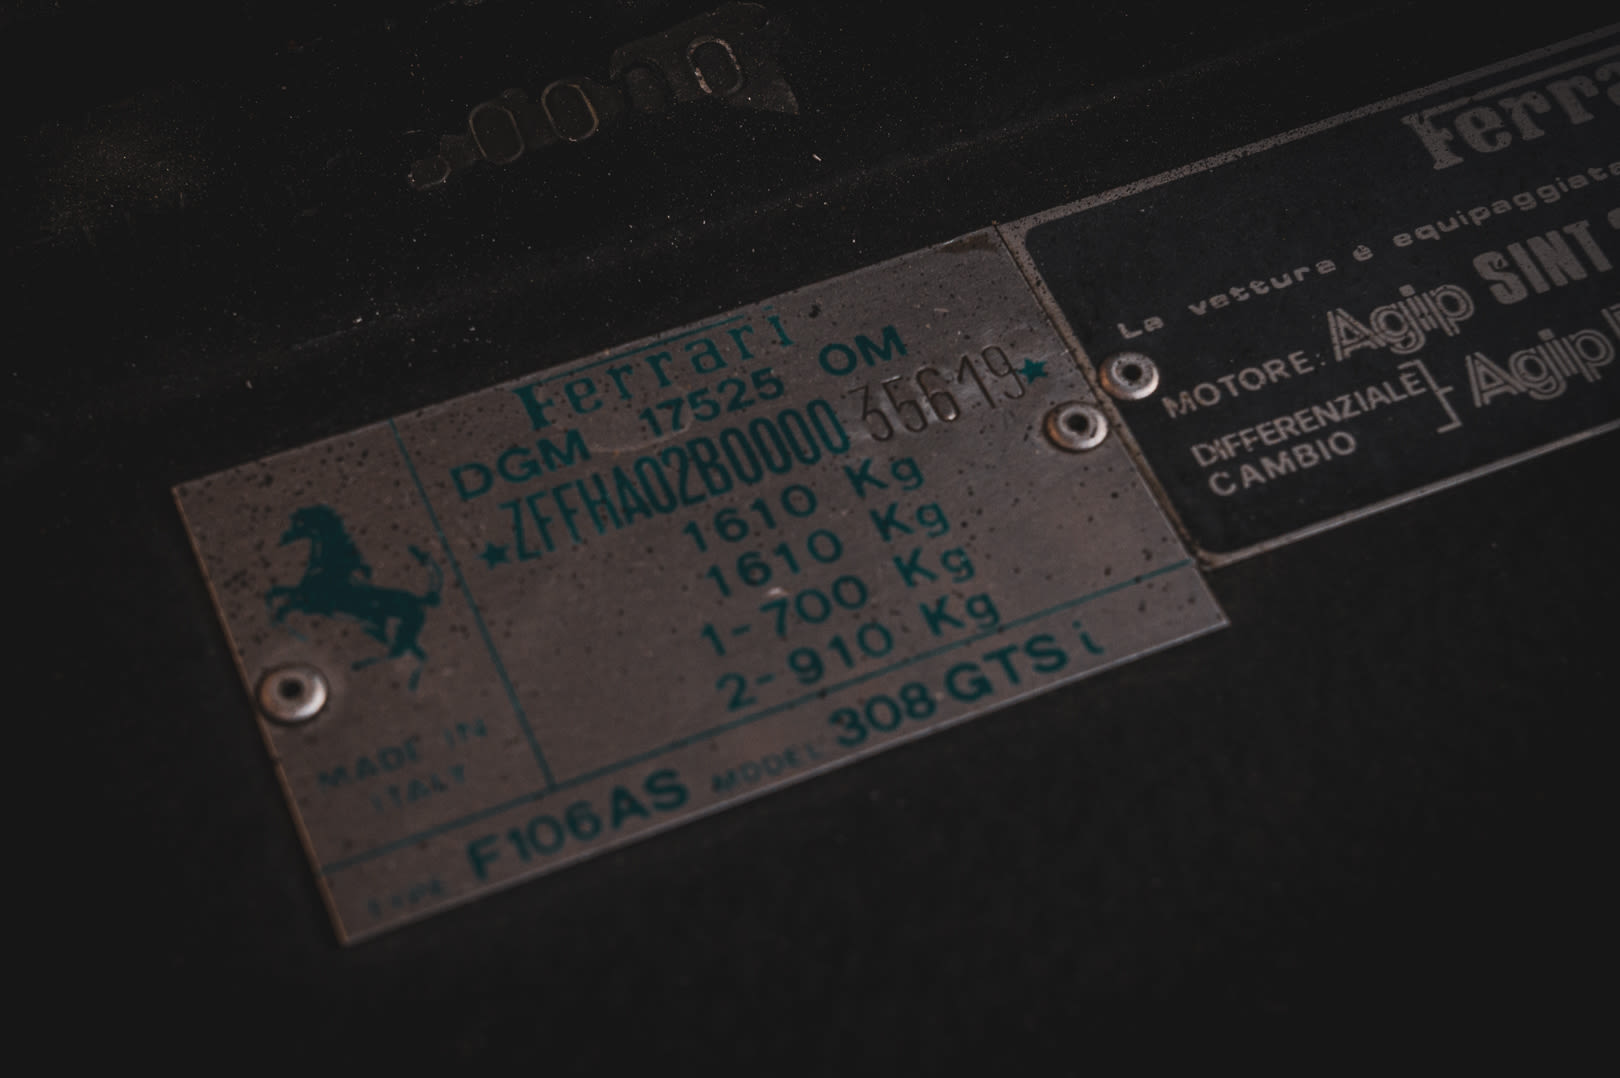 Ferrari
DGM 17525 OM
★ZFFHA02B0000 35619★
1610 Kg
1610 Kg
1-700 Kg
2-910 Kg
MADE IN
ITALY
TYPE F106AS MODEL 308 GTS i
La vettura è equipaggiata
MOTORE: Agip SINT
DIFFERENZIALE
CAMBIO
Agip